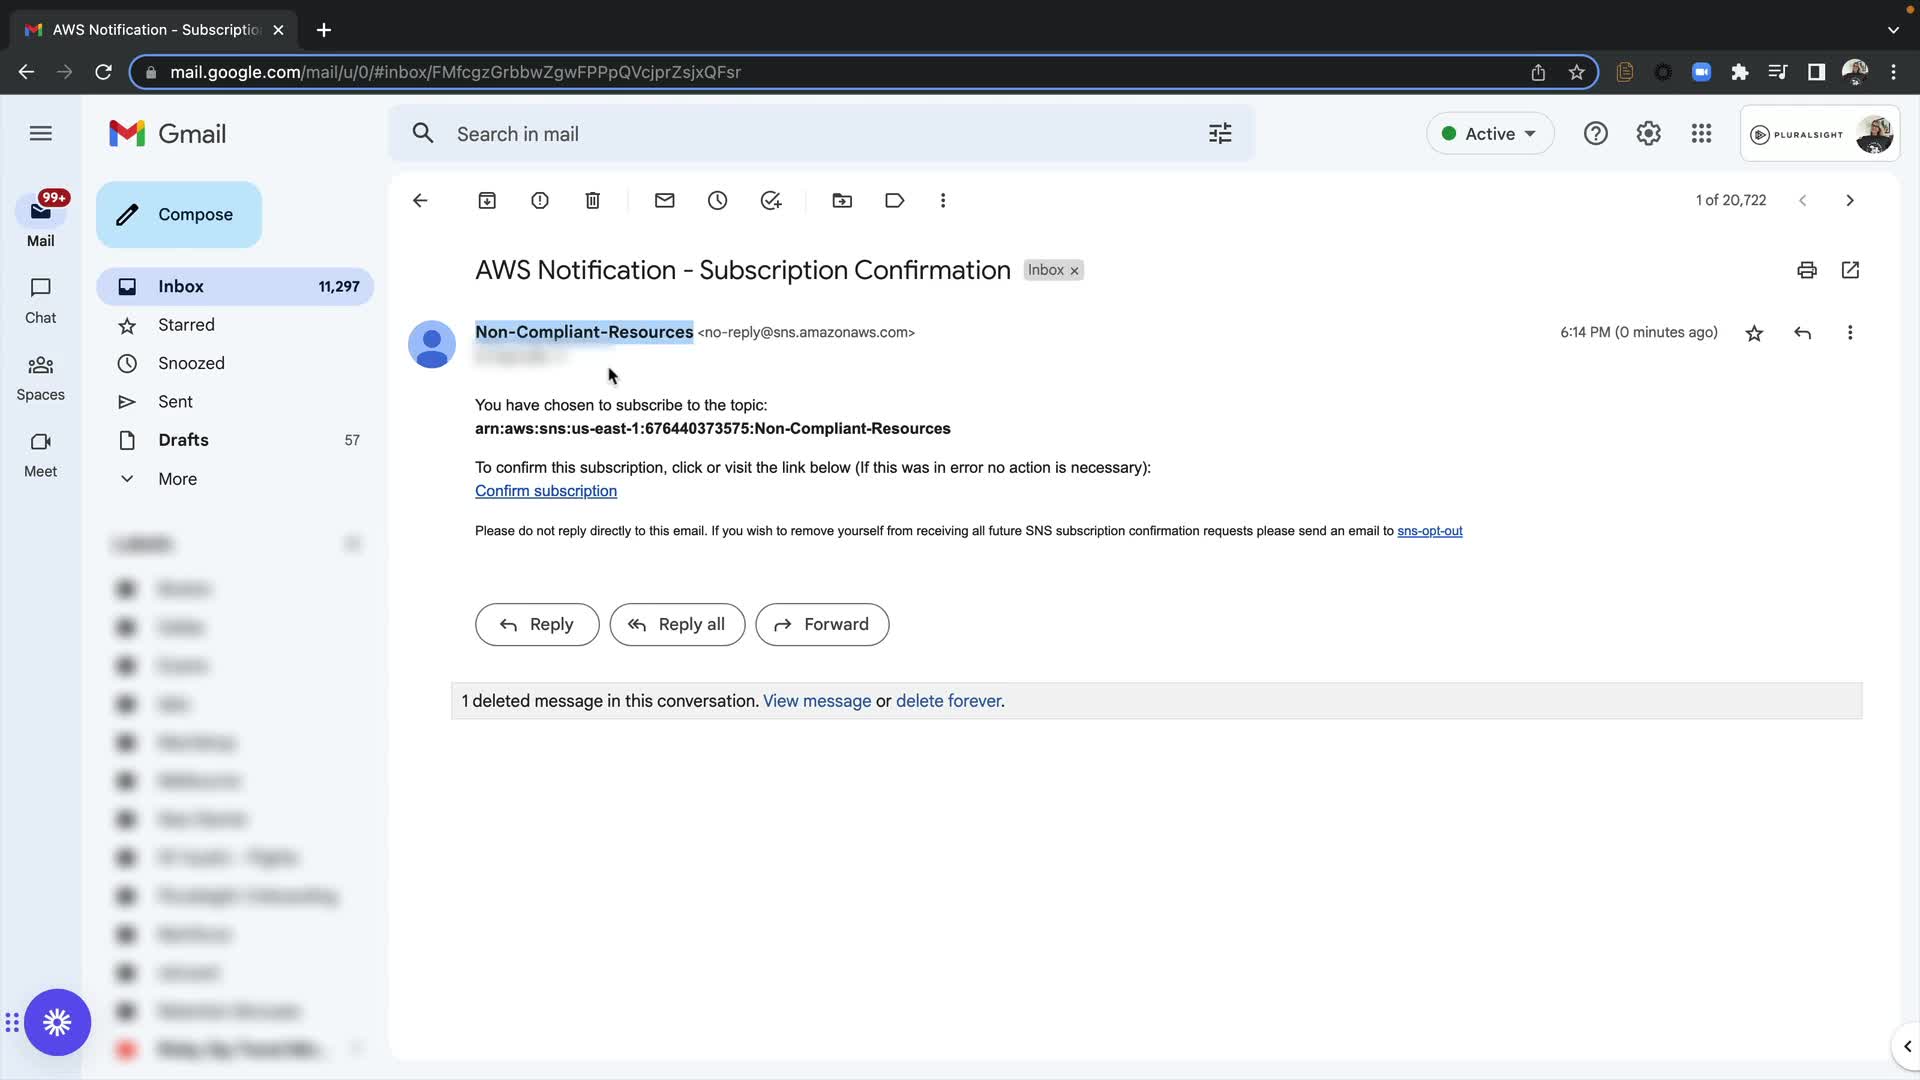 AWS Notification - Subscriptio
mail.google.com/mail/u/0/#inbox/FMfcgzGrbbwZgwFPPpQVcjprZsjxQFsr
Gmail
Search in mail
Active
PLURALSIGHT
99+
Mail
Chat
Spaces
Meet
Compose
Inbox 11,297
Starred
Snoozed
Sent
Drafts 57
More
1 of 20,722
AWS Notification - Subscription Confirmation Inbox ×
Non-Compliant-Resources <no-reply@sns.amazonaws.com> 6:14 PM (0 minutes ago)
You have chosen to subscribe to the topic:
arn:aws:sns:us-east-1:676440373575:Non-Compliant-Resources
To confirm this subscription, click or visit the link below (If this was in error no action is necessary):
Confirm subscription
Please do not reply directly to this email. If you wish to remove yourself from receiving all future SNS subscription confirmation requests please send an email to sns-opt-out
Reply Reply all Forward
1 deleted message in this conversation. View message or delete forever.